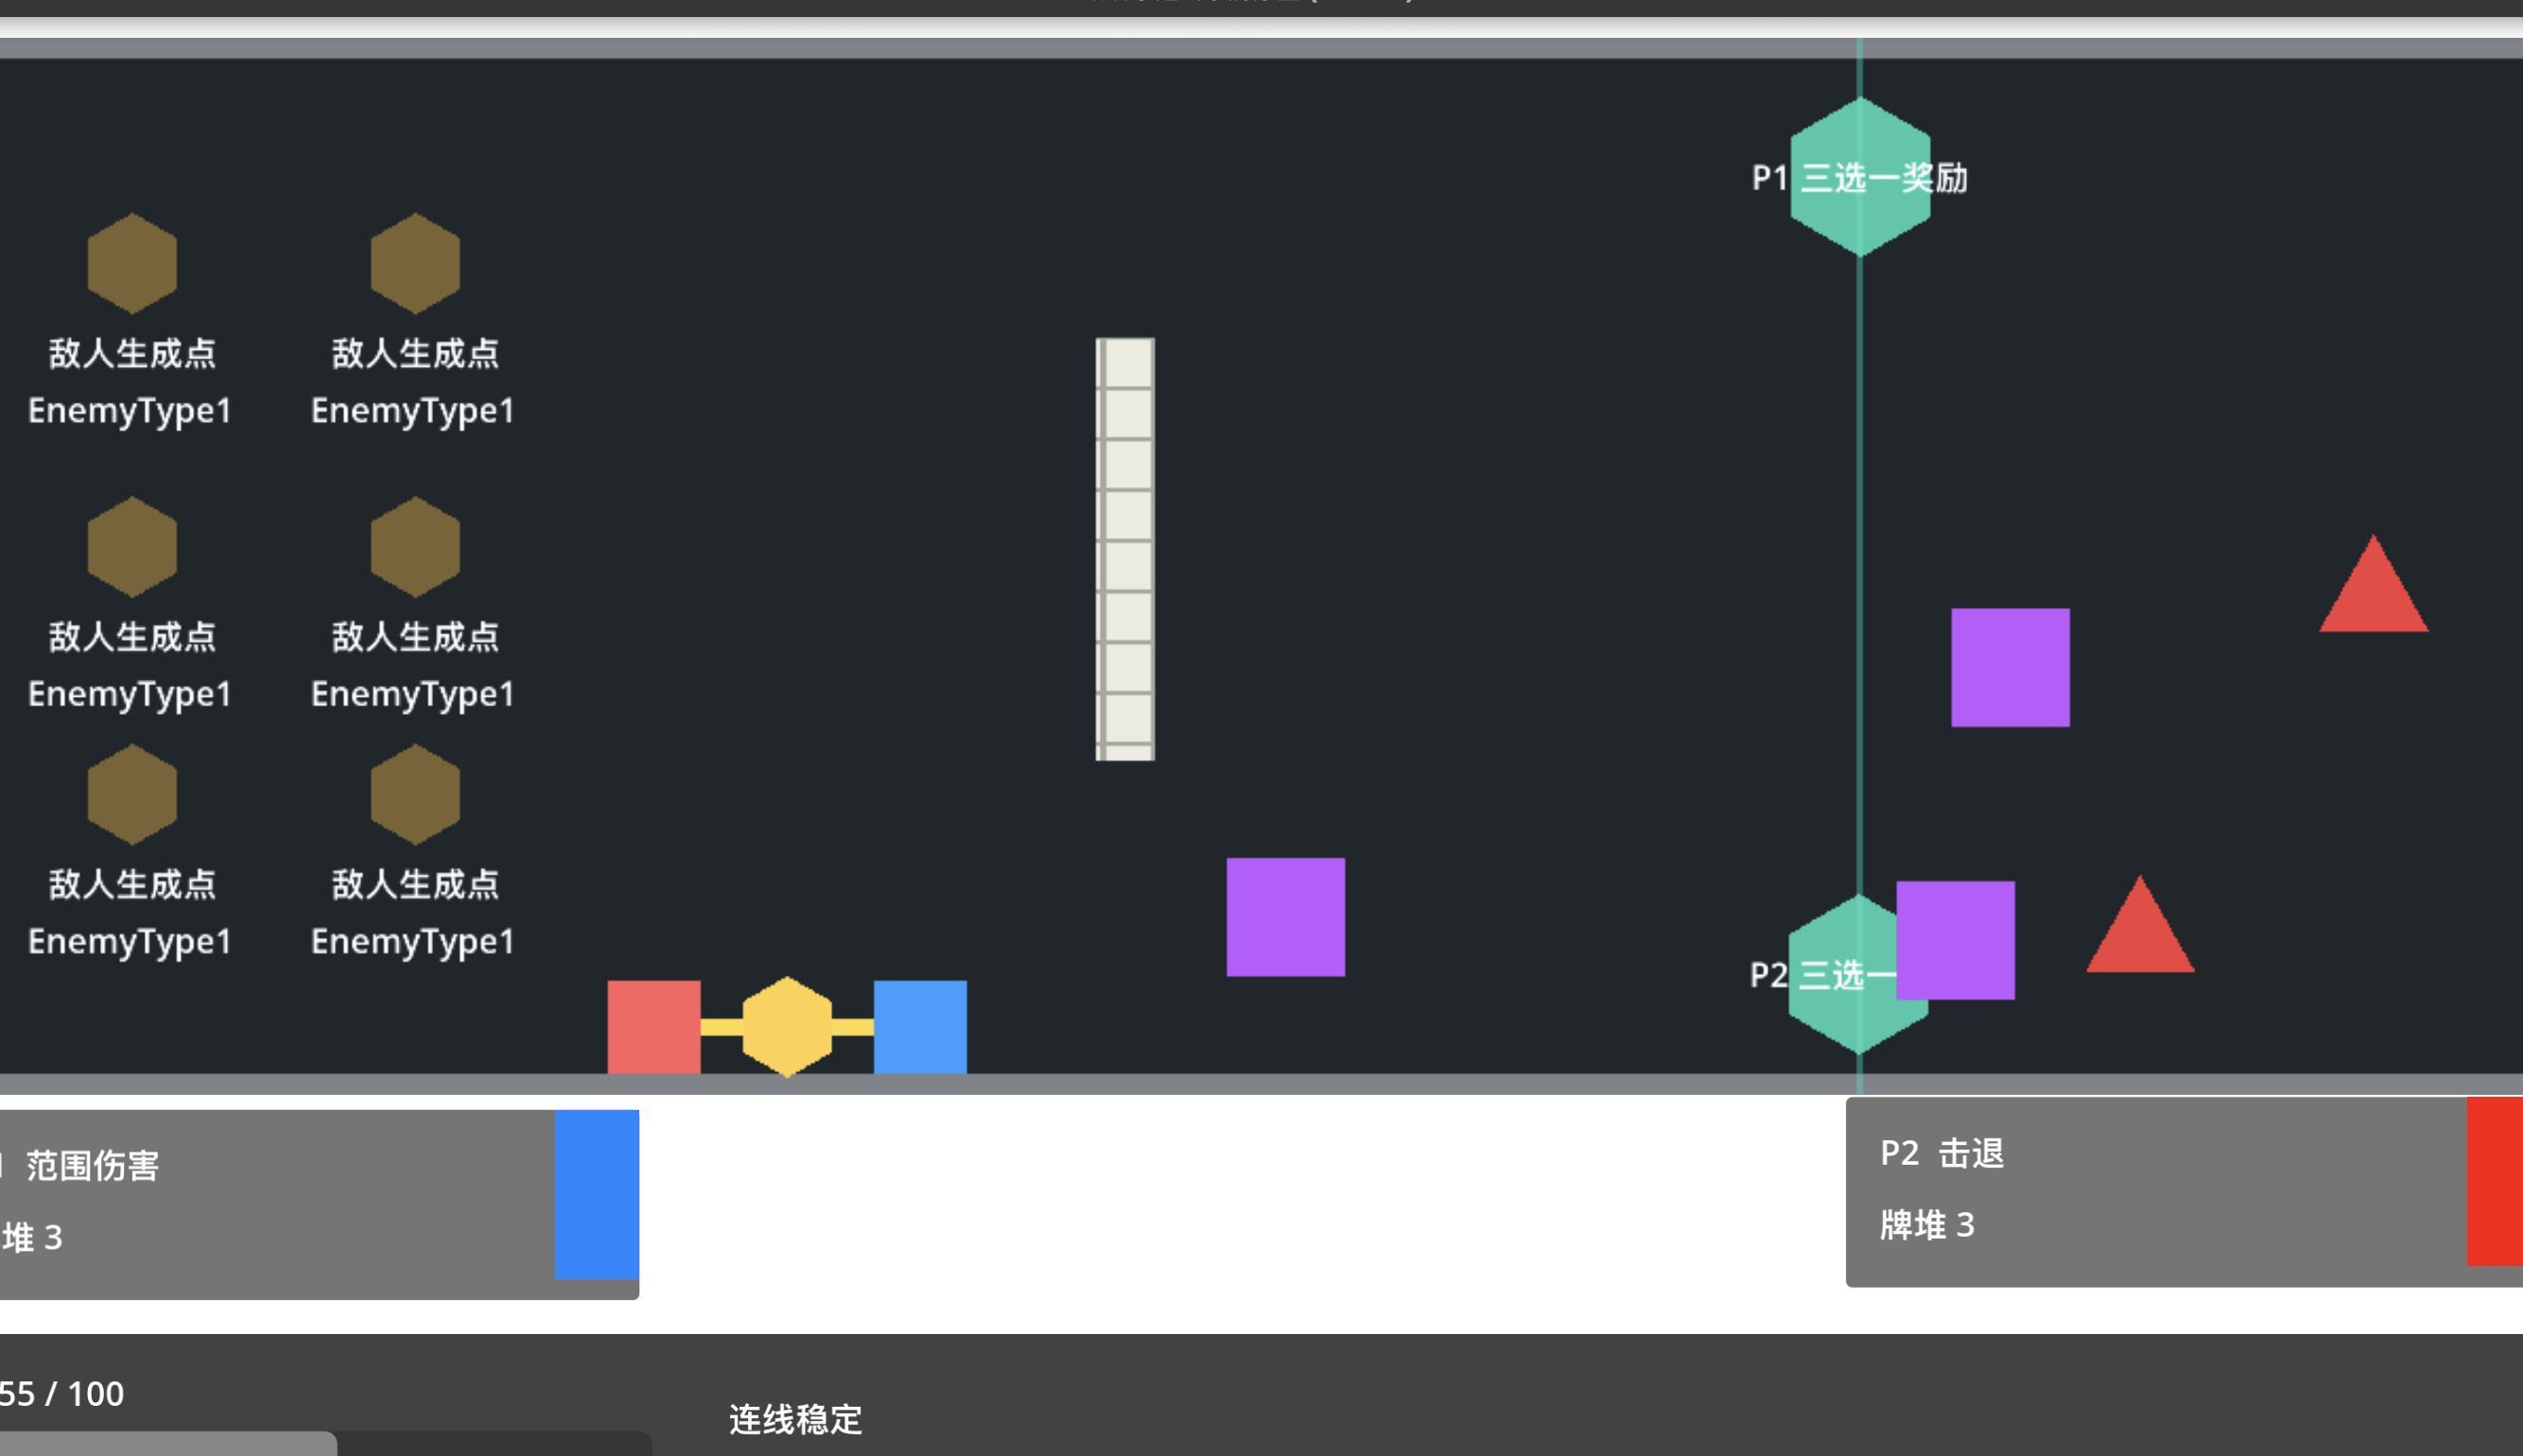 P1 三选一奖励
敌人生成点
EnemyType1
敌人生成点
EnemyType1
敌人生成点
EnemyType1
敌人生成点
EnemyType1
敌人生成点
EnemyType1
敌人生成点
EnemyType1
P2 三选一
范围伤害
堆 3
P2 击退
牌堆 3
55 / 100
连线稳定